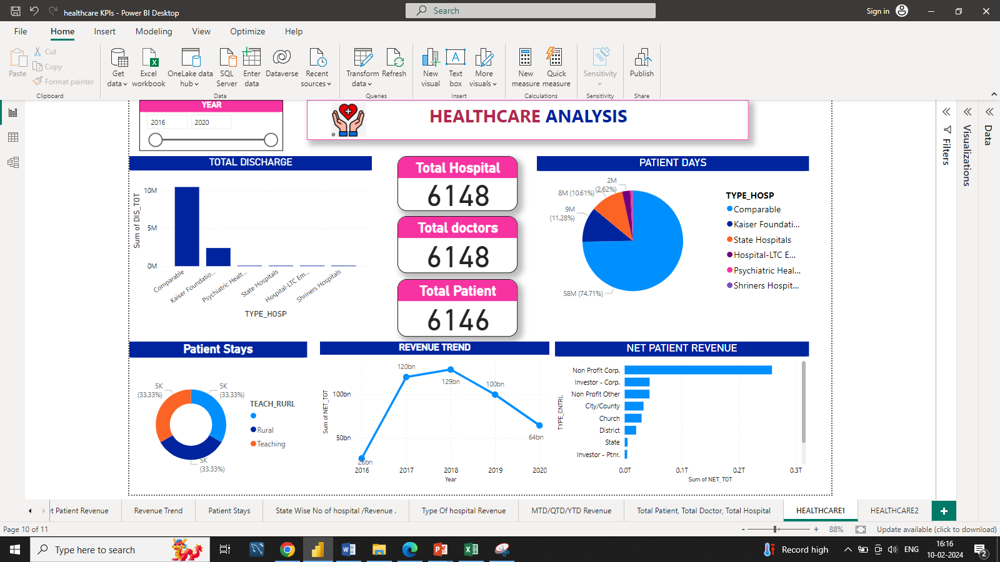 healthcare KPIs - Power BI Desktop
Search
Sign in
File
Home
Insert
Modeling
View
Optimize
Help
Paste
Cut
Copy
Format painter
Get data
Excel workbook
OneLake data hub
SQL Server
Enter data
Dataverse
Recent sources
Transform data
Refresh
New visual
Text box
More visuals
New measure
Quick measure
Sensitivity
Publish
Clipboard
Data
Queries
Insert
Calculations
Sensitivity
Share
YEAR
2016
2020
HEALTHCARE ANALYSIS
Filters
Visualizations
Data
TOTAL DISCHARGE
Sum of DIS_TOT
10M
5M
0M
Comparable
Kaiser Foundatio...
Psychiatric Healt...
State Hospitals
Hospital-LTC Em...
Shriners Hospitals
TYPE_HOSP
Total Hospital
6148
Total doctors
6148
Total Patient
6146
PATIENT DAYS
2M
(2.62%)
8M (10.61%)
9M
(11.28%)
58M (74.71%)
TYPE_HOSP
Comparable
Kaiser Foundati...
State Hospitals
Hospital-LTC E...
Psychiatric Heal...
Shriners Hospit...
Patient Stays
5K
(33.33%)
5K
(33.33%)
5K
(33.33%)
TEACH_RURL
Rural
Teaching
REVENUE TREND
Sum of NET_TOT
100bn
50bn
26bn
120bn
129bn
100bn
64bn
2016
2017
2018
2019
2020
Year
NET PATIENT REVENUE
TYPE_CNTRL
Non Profit Corp.
Investor - Corp.
Non Profit Other
City/County
Church
District
State
Investor - Ptnr.
0.0T
0.1T
0.2T
0.3T
Sum of NET_TOT
t Patient Revenue
Revenue Trend
Patient Stays
State Wise No of hospital /Revenue .
Type Of hospital Revenue
MTD/QTD/YTD Revenue
Total Patient, Total Doctor, Total Hospital
HEALTHCARE1
HEALTHCARE2
Page 10 of 11
88%
Update available (click to download)
Type here to search
Record high
ENG
16:16
10-02-2024
2